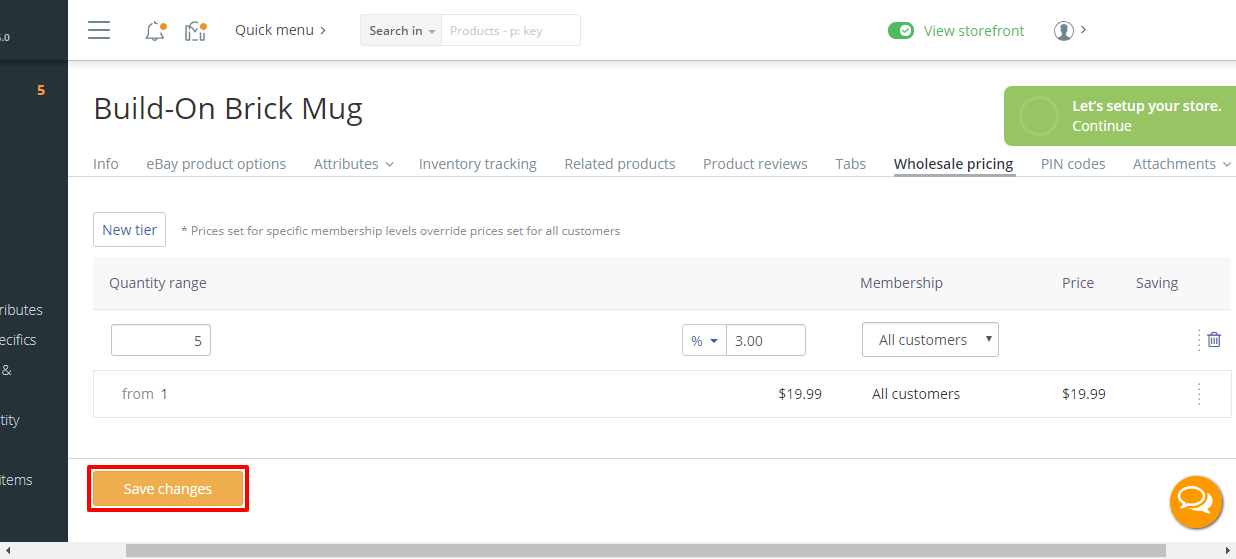 5.0
Quick menu >
Search in
Products - p: key
View storefront
5
Build-On Brick Mug
Let's setup your store.
Continue
Info
eBay product options
Attributes
Inventory tracking
Related products
Product reviews
Tabs
Wholesale pricing
PIN codes
Attachments
New tier
* Prices set for specific membership levels override prices set for all customers
Quantity range
Membership
Price
Saving
ributes
ecifics
5
%
3.00
All customers
&
from 1
$19.99
All customers
$19.99
tity
items
Save changes